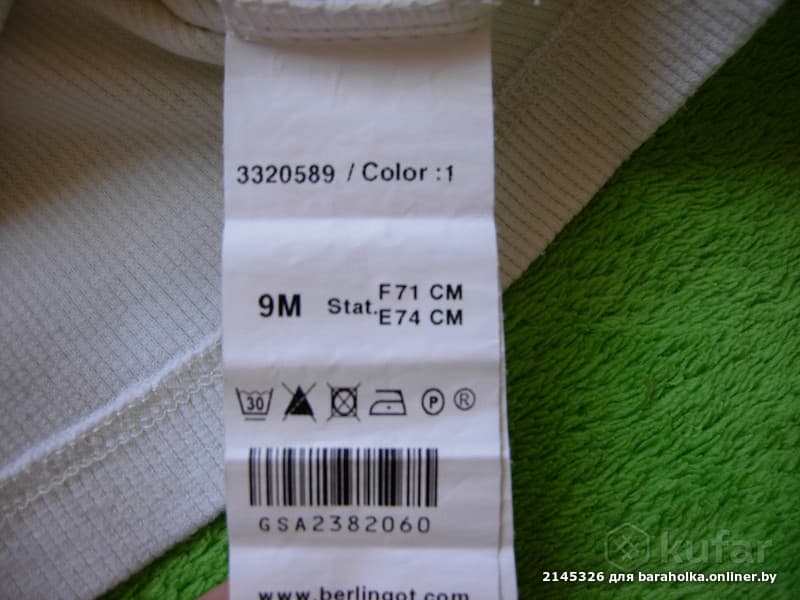 3320589 / Color :1
9M Stat. F71 CM
E74 CM
30 P ®
GSA2382060
www.berlingot.com
kufar
2145326 для baraholka.onliner.by